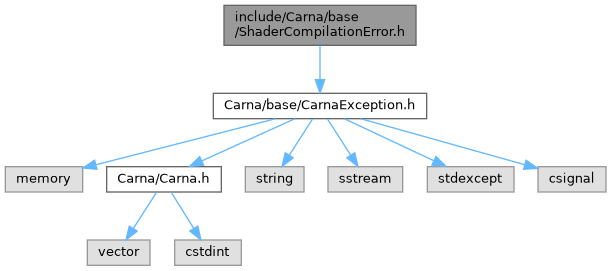 include/Carna/base
/ShaderCompilationError.h
Carna/base/CarnaException.h
memory
Carna/Carna.h
string
sstream
stdexcept
csignal
vector
cstdint